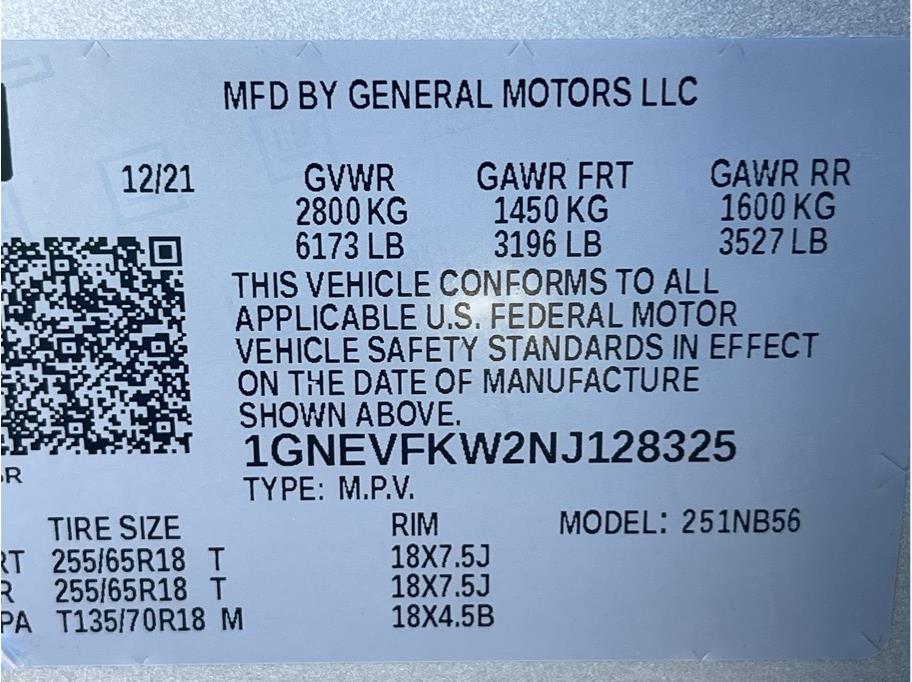 MFD BY GENERAL MOTORS LLC
12/21 GVWR GAWR FRT GAWR RR
2800 KG 1450 KG 1600 KG
6173 LB 3196 LB 3527 LB
THIS VEHICLE CONFORMS TO ALL
APPLICABLE U.S. FEDERAL MOTOR
VEHICLE SAFETY STANDARDS IN EFFECT
ON THE DATE OF MANUFACTURE
SHOWN ABOVE.
1GNEVFKW2NJ128325
TYPE: M.P.V.
TIRE SIZE RIM MODEL: 251NB56
RT 255/65R18 T 18X7.5J
R 255/65R18 T 18X7.5J
PA T135/70R18 M 18X4.5B